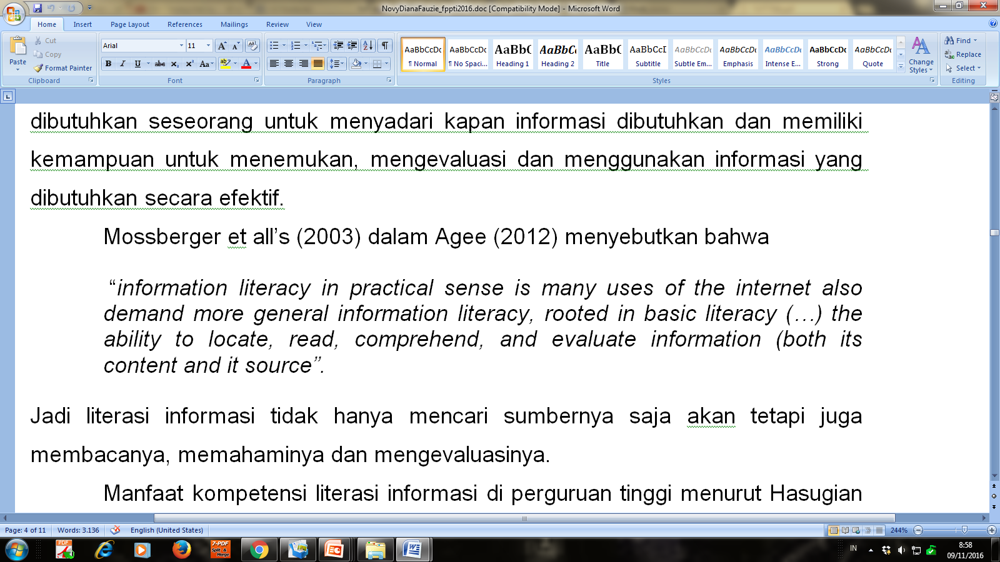 NovyDianaFauzie_fppti2016.doc [Compatibility Mode] - Microsoft Word
Home Insert Page Layout References Mailings Review View
Paste
Cut
Copy
Format Painter
Clipboard
Arial 11
Font
Paragraph
AaBbCcDc AaBbCcDc AaBbC AaBbCc AaBbC AaBbCcI AaBbCcDc AaBbCcDc AaBbCcDc AaBbCcDc AaBbCcDc
¶ Normal ¶ No Spaci... Heading 1 Heading 2 Title Subtitle Subtle Em... Emphasis Intense E... Strong Quote
Change Styles
Styles
Find
Replace
Select
Editing
dibutuhkan seseorang untuk menyadari kapan informasi dibutuhkan dan memiliki
kemampuan untuk menemukan, mengevaluasi dan menggunakan informasi yang
dibutuhkan secara efektif.
Mossberger et all’s (2003) dalam Agee (2012) menyebutkan bahwa
“information literacy in practical sense is many uses of the internet also
demand more general information literacy, rooted in basic literacy (…) the
ability to locate, read, comprehend, and evaluate information (both its
content and it source”.
Jadi literasi informasi tidak hanya mencari sumbernya saja akan tetapi juga
membacanya, memahaminya dan mengevaluasinya.
Manfaat kompetensi literasi informasi di perguruan tinggi menurut Hasugian
Page: 4 of 11 Words: 3.136 English (United States) 244%
PDF 7-PDF Split & Merge IN 8:58
09/11/2016